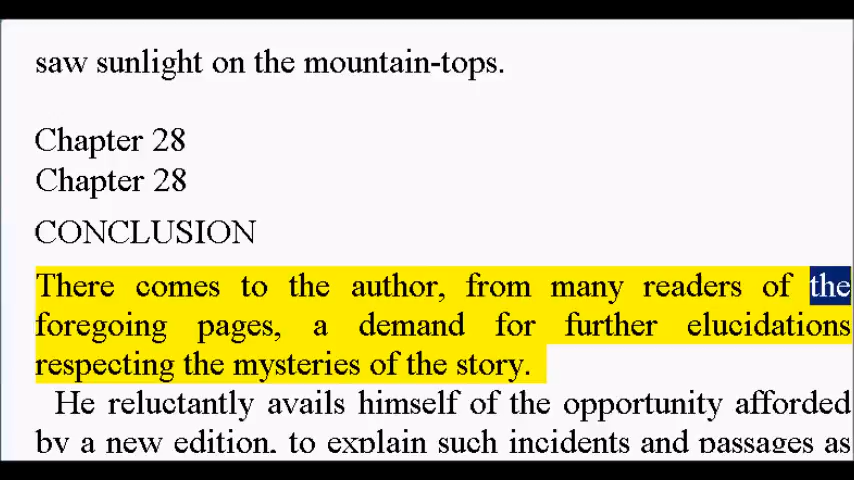 saw sunlight on the mountain-tops.
Chapter 28
Chapter 28
CONCLUSION
There comes to the author, from many readers of the
foregoing pages, a demand for further elucidations
respecting the mysteries of the story.
He reluctantly avails himself of the opportunity afforded
by a new edition, to explain such incidents and passages as